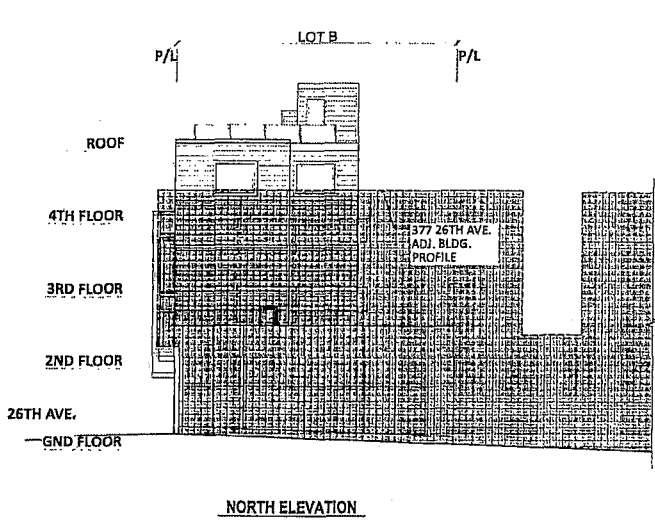 LOT B
P/L
P/L
ROOF
4TH FLOOR
377 26TH AVE.
ADJ. BLDG.
PROFILE
3RD FLOOR
2ND FLOOR
26TH AVE.
GND FLOOR
NORTH ELEVATION